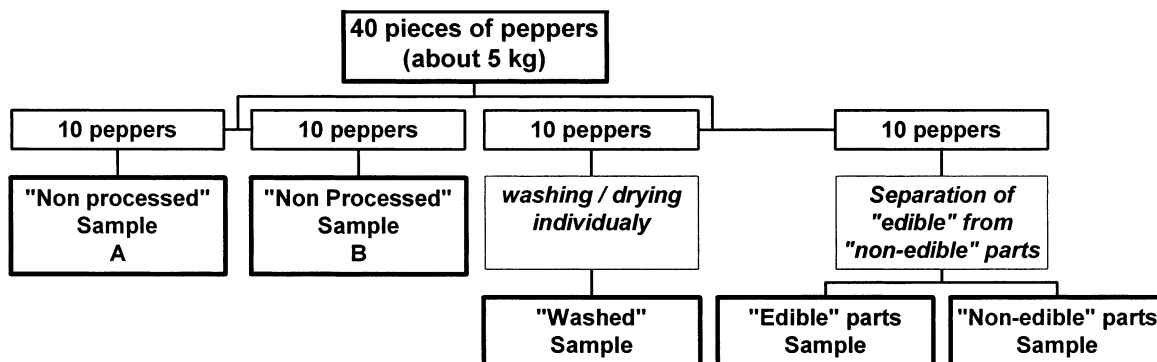 40 pieces of peppers
(about 5 kg)
10 peppers
10 peppers
10 peppers
10 peppers
"Non processed"
Sample
A
"Non Processed"
Sample
B
washing / drying
individualy
Separation of
"edible" from
"non-edible" parts
"Washed"
Sample
"Edible" parts
Sample
"Non-edible" parts
Sample